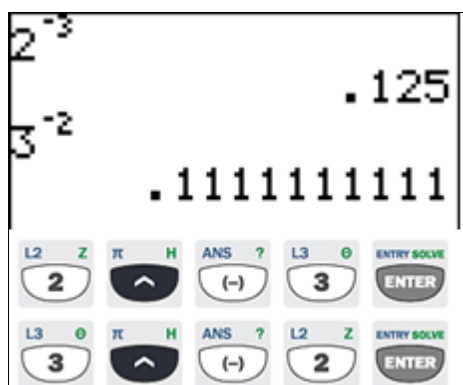 2⁻³
.125
3⁻²
.1111111111
L2 Z π H ANS ? L3 θ ENTRY SOLVE
2 ^ (-) 3 ENTER
L3 θ π H ANS ? L2 Z ENTRY SOLVE
3 ^ (-) 2 ENTER